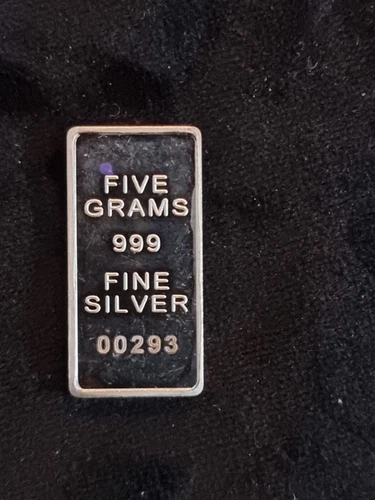 FIVE
GRAMS
999
FINE
SILVER
00293